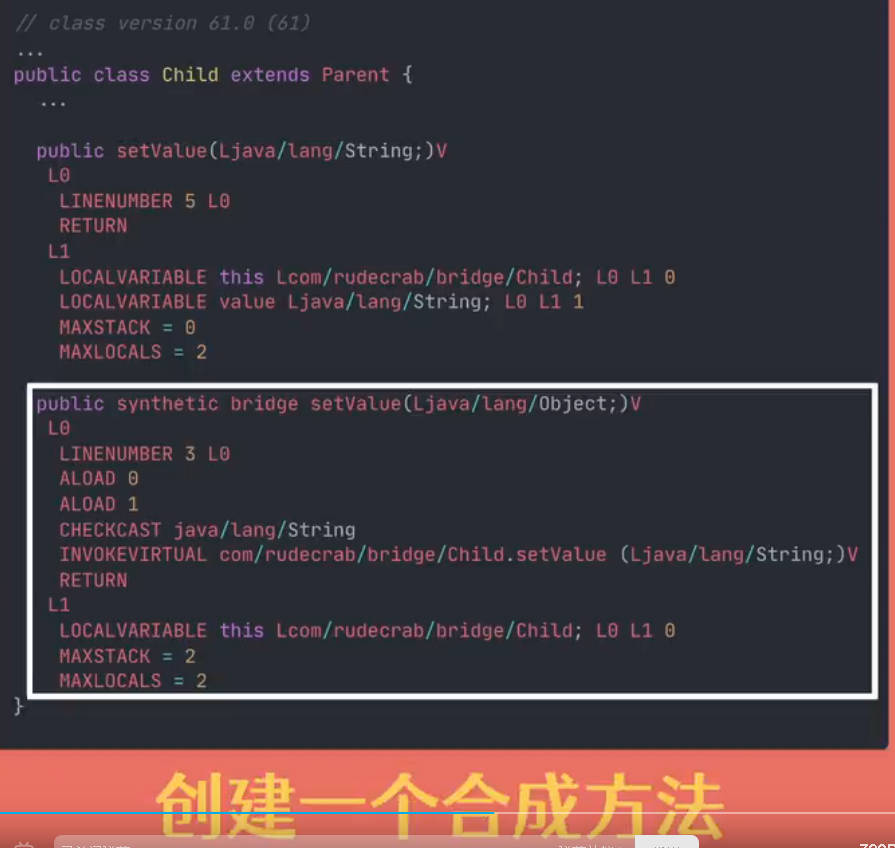 // class version 61.0 (61)
...
public class Child extends Parent {
...
public setValue(Ljava/lang/String;)V
L0
LINENUMBER 5 L0
RETURN
L1
LOCALVARIABLE this Lcom/rudecrab/bridge/Child; L0 L1 0
LOCALVARIABLE value Ljava/lang/String; L0 L1 1
MAXSTACK = 0
MAXLOCALS = 2
public synthetic bridge setValue(Ljava/lang/Object;)V
L0
LINENUMBER 3 L0
ALOAD 0
ALOAD 1
CHECKCAST java/lang/String
INVOKEVIRTUAL com/rudecrab/bridge/Child.setValue (Ljava/lang/String;)V
RETURN
L1
LOCALVARIABLE this Lcom/rudecrab/bridge/Child; L0 L1 0
MAXSTACK = 2
MAXLOCALS = 2
}
创建一个合成方法